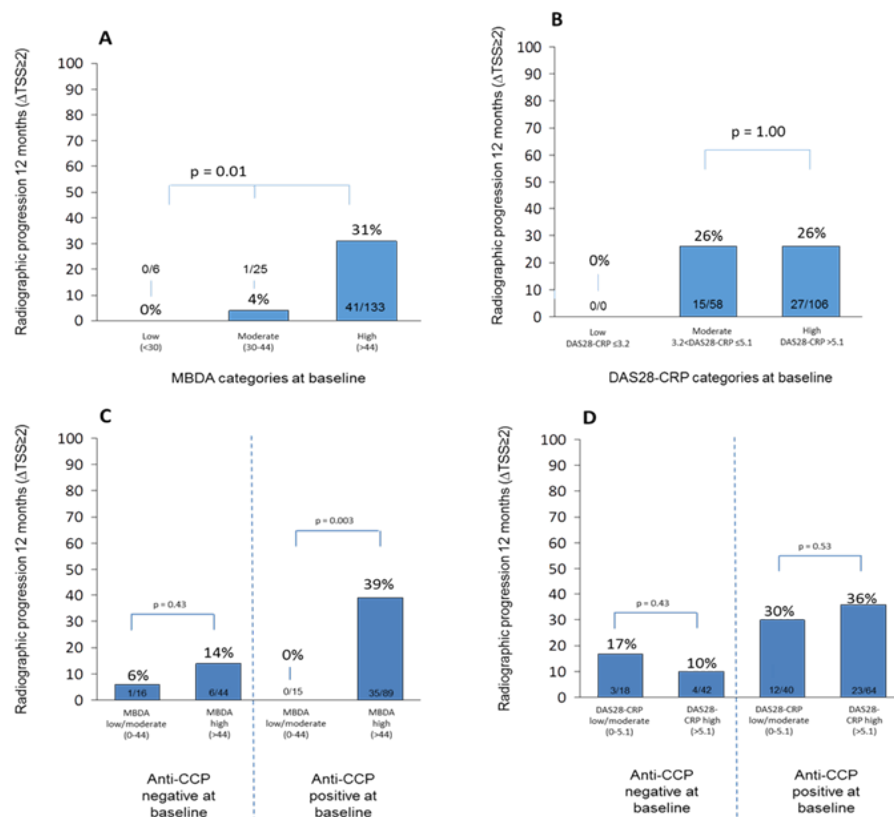 A
Radiographic progression 12 months (ΔTSS≥2)
100
90
80
70
60
50
40
30
20
10
0
p = 0.01
31%
0/6
1/25
0%
4%
41/133
Low
(<30)
Moderate
(30-44)
High
(>44)
MBDA categories at baseline
B
Radiographic progression 12 months (ΔTSS≥2)
100
90
80
70
60
50
40
30
20
10
0
p = 1.00
0%
26%
26%
0/0
15/58
27/106
Low
DAS28-CRP ≤3.2
Moderate
3.2<DAS28-CRP ≤5.1
High
DAS28-CRP >5.1
DAS28-CRP categories at baseline
C
Radiographic progression 12 months (ΔTSS≥2)
100
90
80
70
60
50
40
30
20
10
0
p = 0.43
p = 0.003
6%
14%
0%
39%
1/16
6/44
0/15
35/89
MBDA
low/moderate
(0-44)
MBDA
high
(>44)
MBDA
low/moderate
(0-44)
MBDA
high
(>44)
Anti-CCP
negative at
baseline
Anti-CCP
positive at
baseline
D
Radiographic progression 12 months (ΔTSS≥2)
100
90
80
70
60
50
40
30
20
10
0
p = 0.43
p = 0.53
17%
10%
30%
36%
3/18
4/42
12/40
23/64
DAS28-CRP
low/moderate
(0-5.1)
DAS28-
CRP high
(>5.1)
DAS28-CRP
low/moderate
(0-5.1)
DAS28-
CRP high
(>5.1)
Anti-CCP
negative at
baseline
Anti-CCP
positive at
baseline